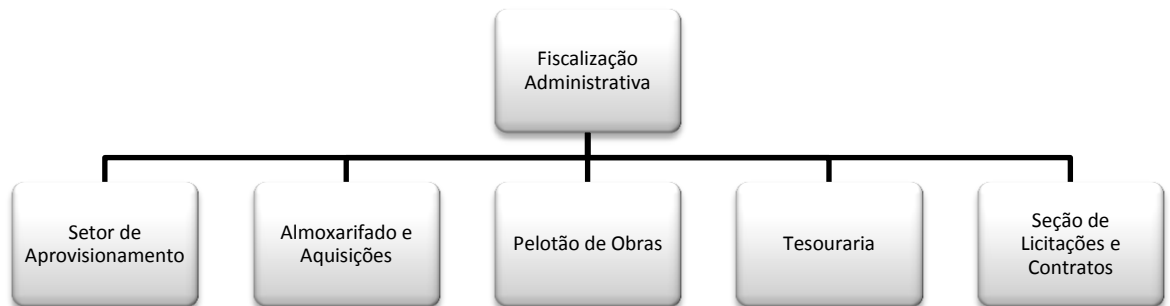 Fiscalização
Administrativa
Setor de
Aprovisionamento
Almoxarifado e
Aquisições
Pelotão de Obras
Tesouraria
Seção de
Licitações e
Contratos